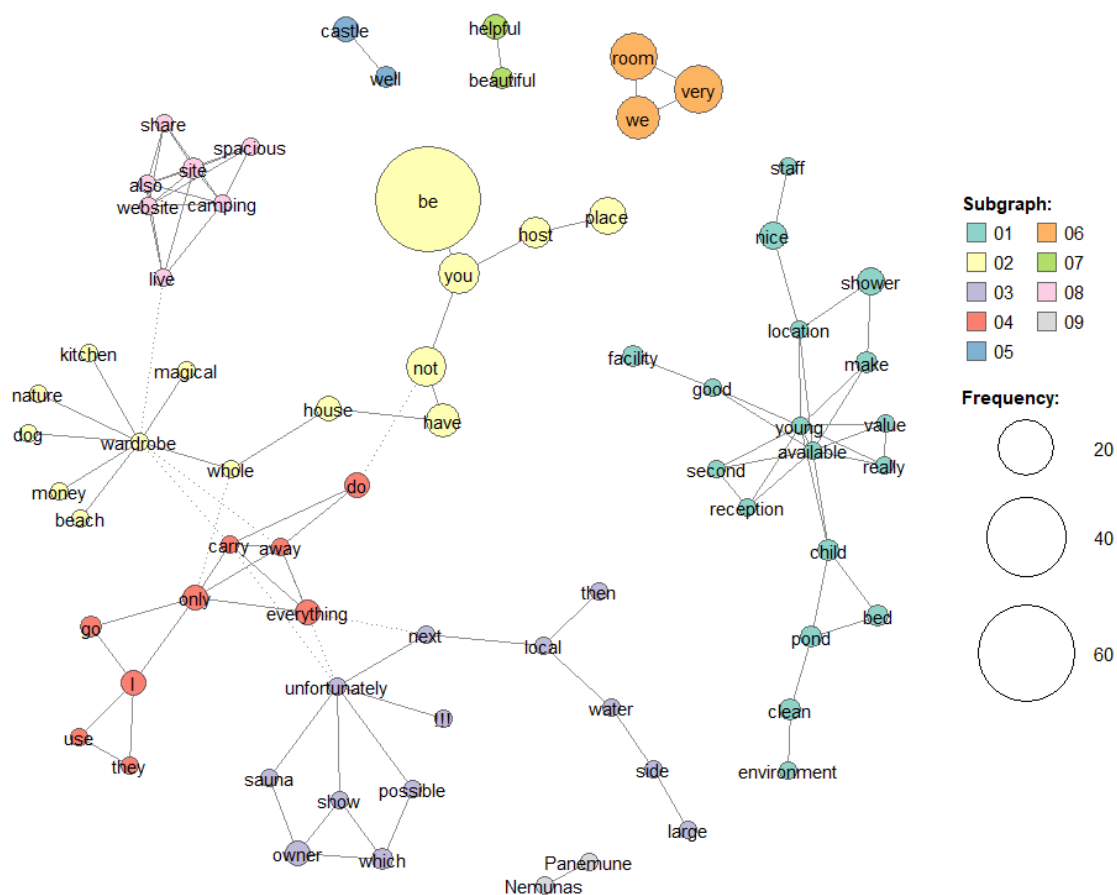 castle
helpful
well
beautiful
room
very
we
share
spacious
site
also
website
camping
live
be
place
host
you
staff
nice
shower
location
make
facility
good
young
value
available
really
second
reception
child
bed
pond
clean
environment
kitchen
magical
nature
not
house
have
dog
wardrobe
whole
money
beach
do
carry
away
only
everything
go
I
use
they
then
next
local
unfortunately
!!!
water
sauna
show
possible
side
owner
which
large
Panemune
Nemunas
Subgraph:
01
06
02
07
03
08
04
09
05
Frequency:
20
40
60